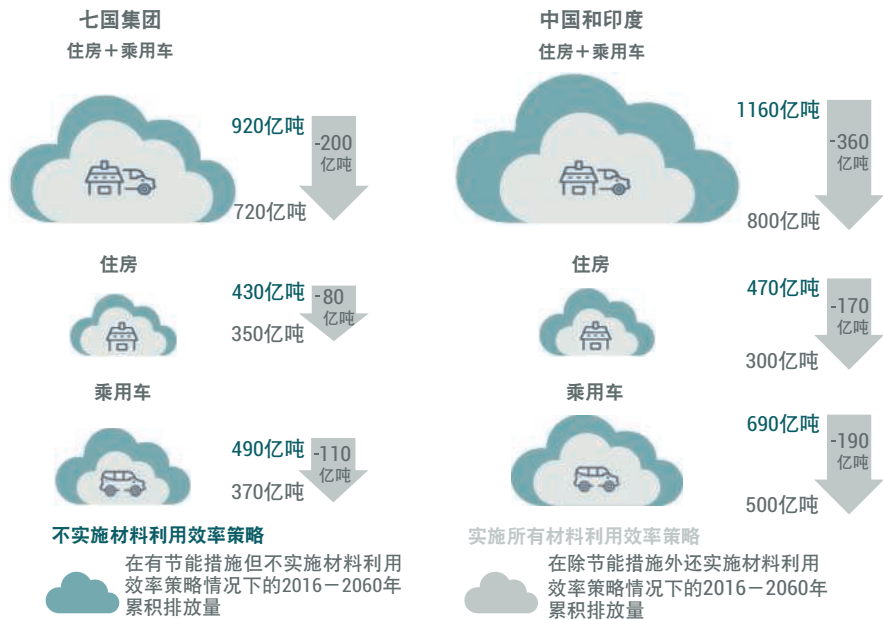 七国集团
住房＋乘用车
920亿吨
-200
亿吨
720亿吨
住房
430亿吨
-80
亿吨
350亿吨
乘用车
490亿吨
-110
亿吨
370亿吨
不实施材料利用效率策略
在有节能措施但不实施材料利用
效率策略情况下的2016－2060年
累积排放量
中国和印度
住房＋乘用车
1160亿吨
-360
亿吨
800亿吨
住房
470亿吨
-170
亿吨
300亿吨
乘用车
690亿吨
-190
亿吨
500亿吨
实施所有材料利用效率策略
在除节能措施外还实施材料利用
效率策略情况下的2016－2060年
累积排放量